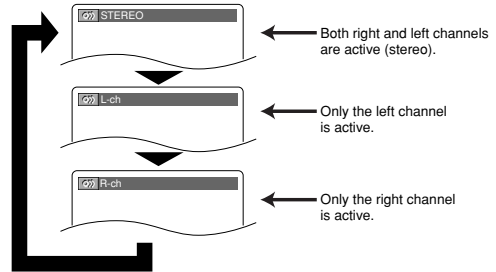 STEREO
Both right and left channels
are active (stereo).
L-ch
Only the left channel
is active.
R-ch
Only the right channel
is active.